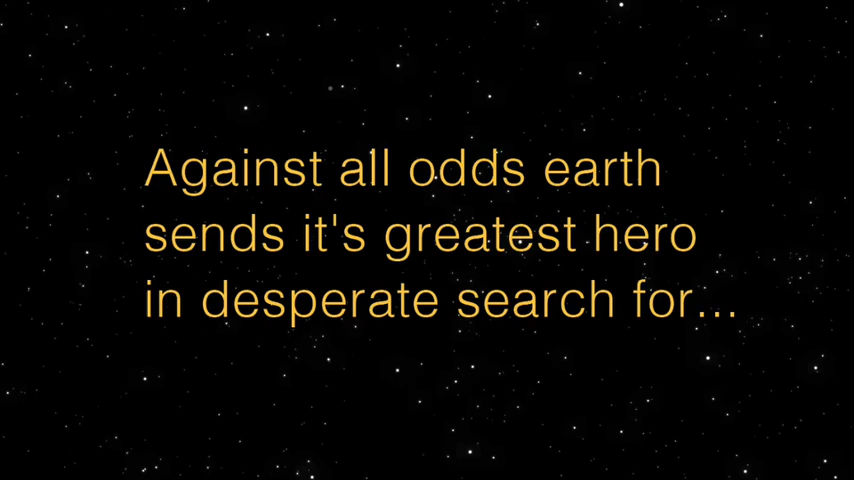 Against all odds earth
sends it's greatest hero
in desperate search for...